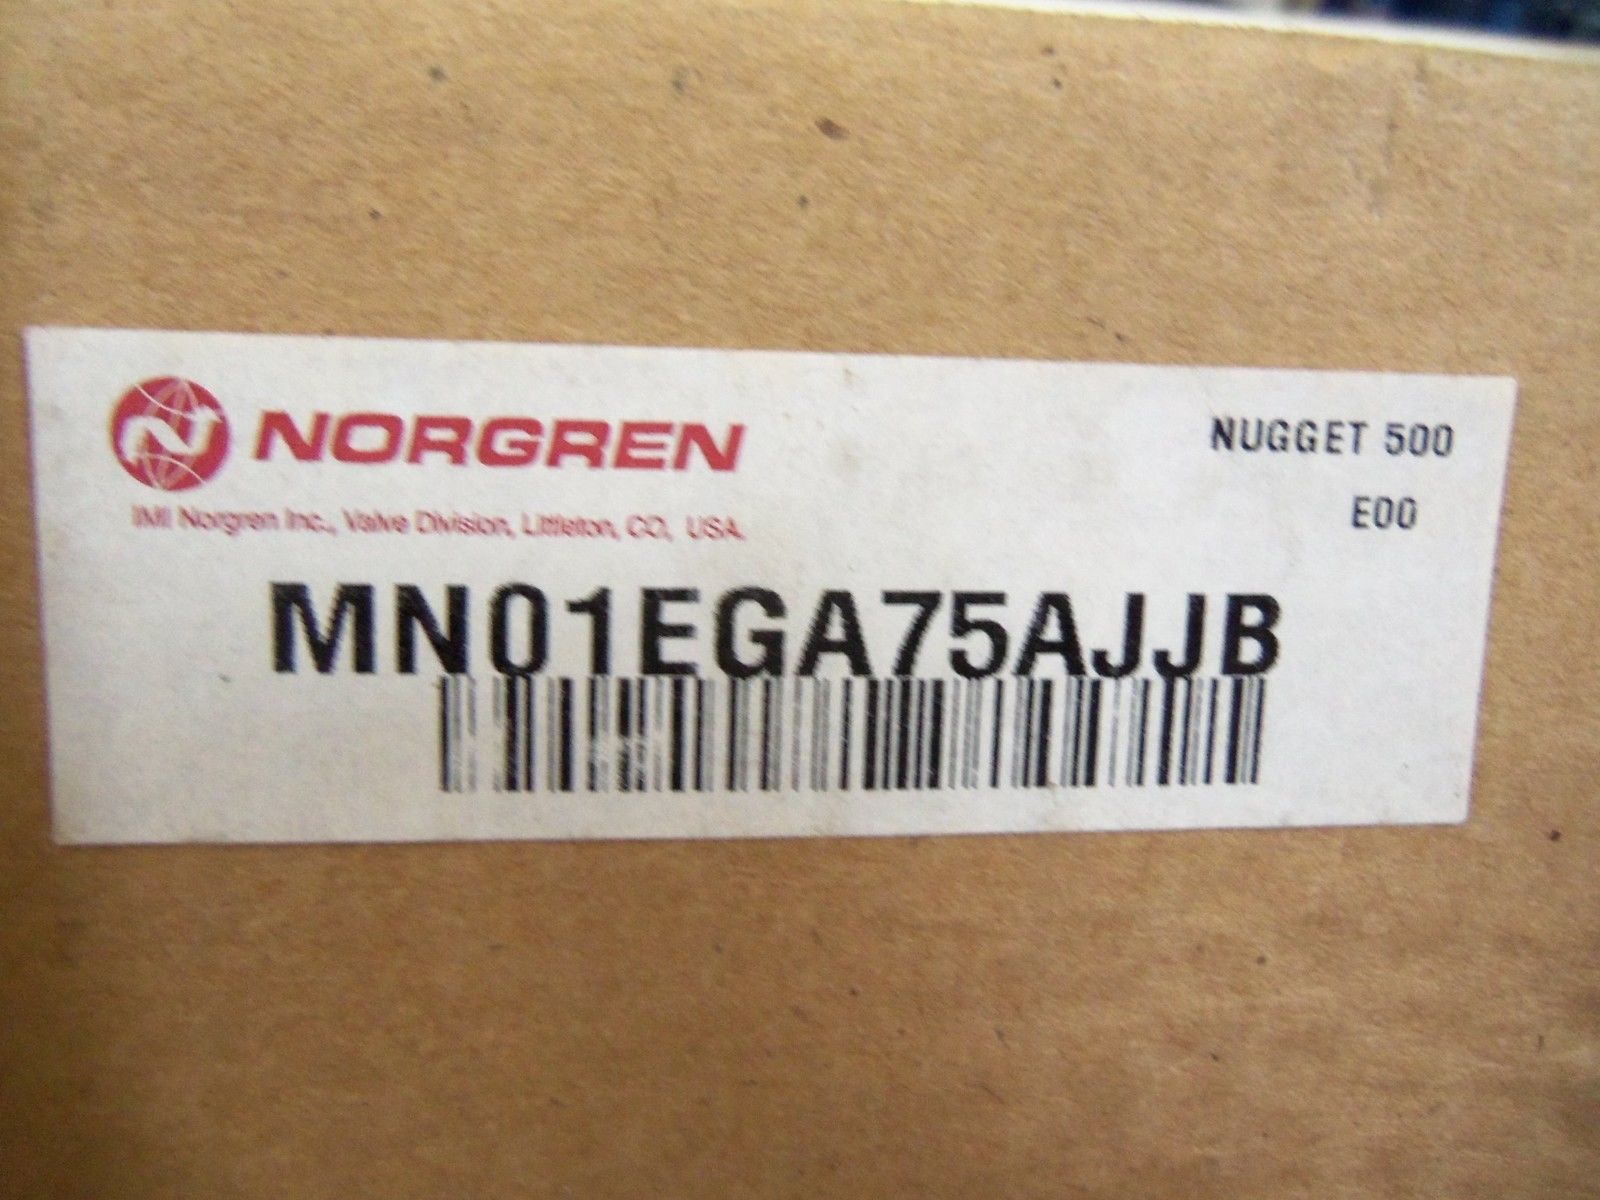 NORGREN
IMI Norgren Inc., Valve Division, Littleton, CO, USA.
NUGGET 500
E00
MN01EGA75AJJB